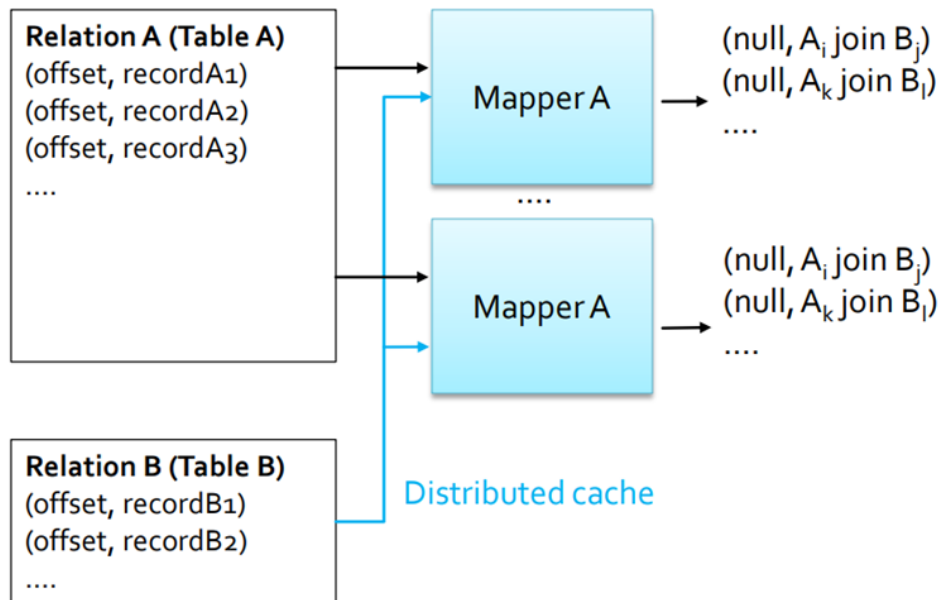 Relation A (Table A)
(offset, recordA1)
(offset, recordA2)
(offset, recordA3)
....
Mapper A
(null, Ai join Bj)
(null, Ak join Bl)
....
....
Mapper A
(null, Ai join Bj)
(null, Ak join Bl)
....
Relation B (Table B)
(offset, recordB1)
(offset, recordB2)
....
Distributed cache